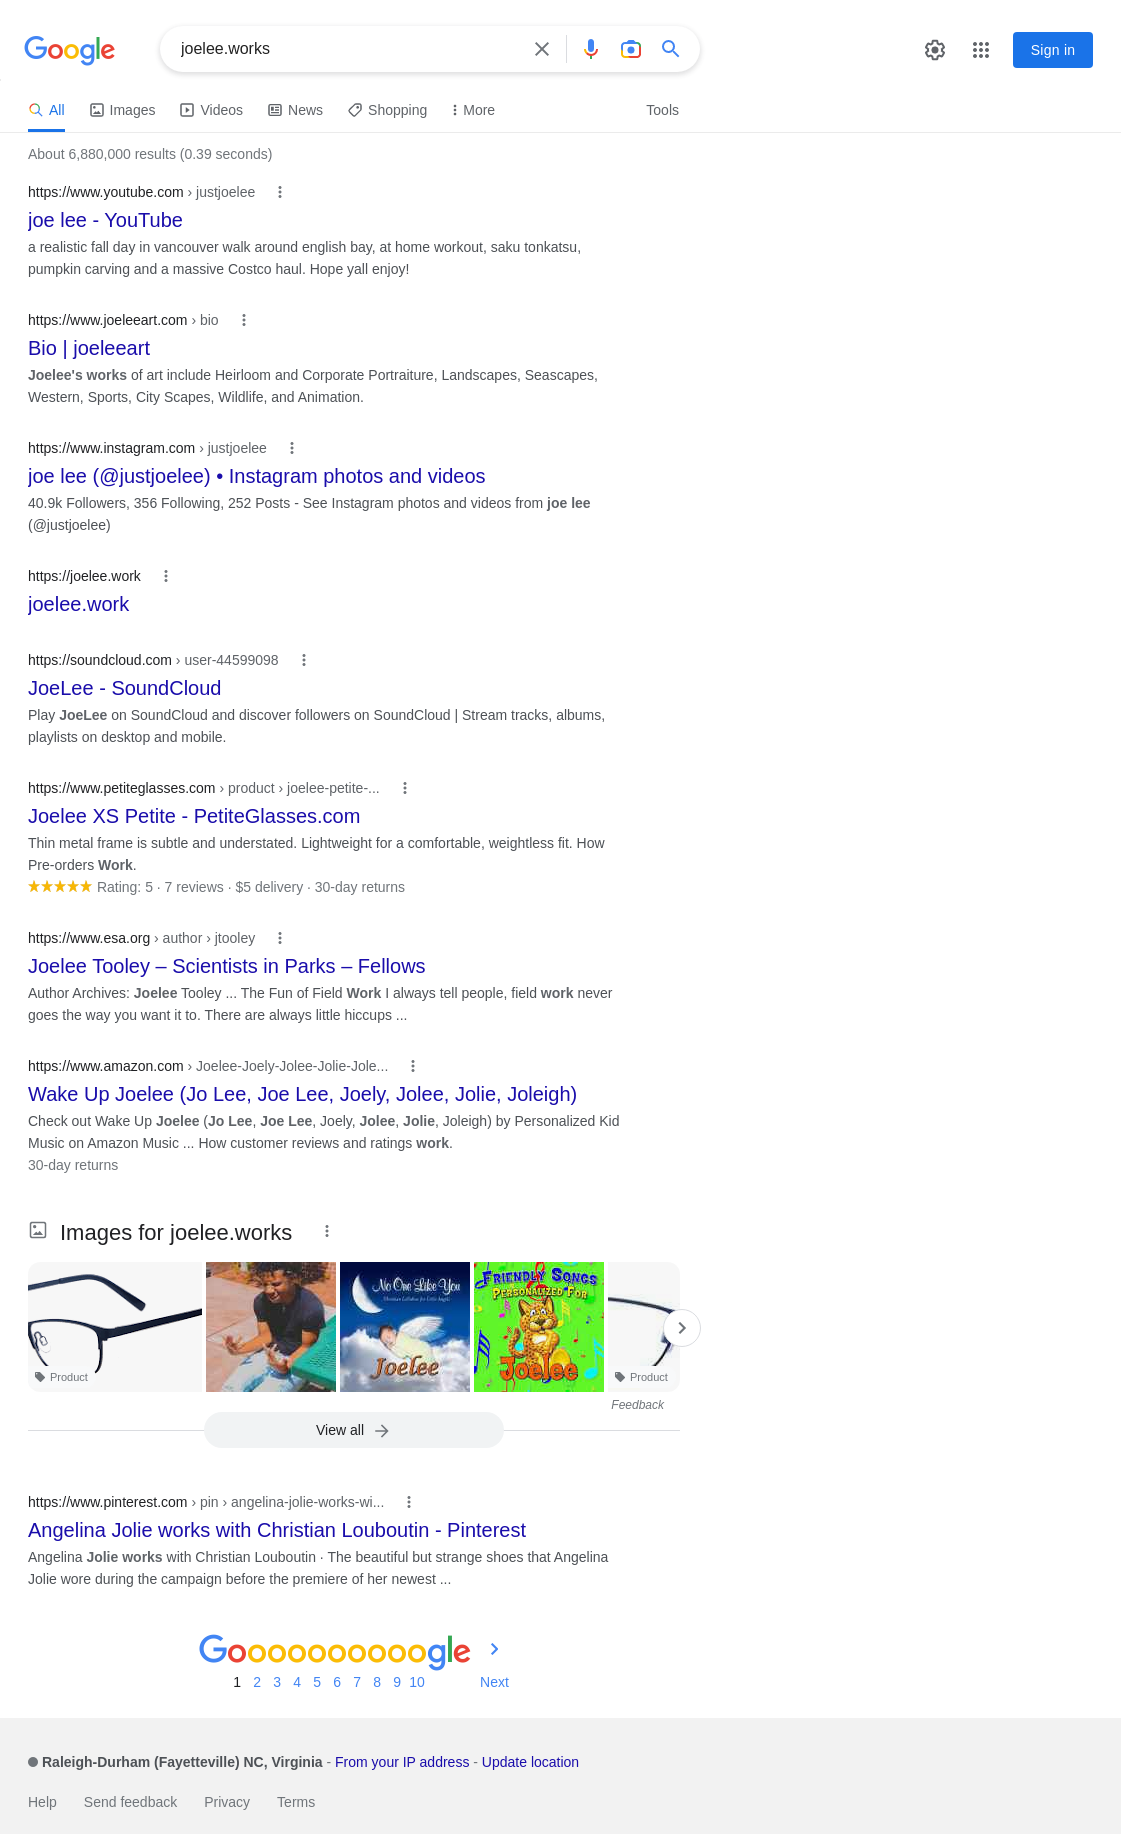 Google
joelee.works
Sign in
All
Images
Videos
News
Shopping
More
Tools
About 6,880,000 results (0.39 seconds)
https://www.youtube.com › justjoelee
joe lee - YouTube
a realistic fall day in vancouver walk around english bay, at home workout, saku tonkatsu,
pumpkin carving and a massive Costco haul. Hope yall enjoy!
https://www.joeleeart.com › bio
Bio | joeleeart
Joelee's works of art include Heirloom and Corporate Portraiture, Landscapes, Seascapes,
Western, Sports, City Scapes, Wildlife, and Animation.
https://www.instagram.com › justjoelee
joe lee (@justjoelee) • Instagram photos and videos
40.9k Followers, 356 Following, 252 Posts - See Instagram photos and videos from joe lee
(@justjoelee)
https://joelee.work
joelee.work
https://soundcloud.com › user-44599098
JoeLee - SoundCloud
Play JoeLee on SoundCloud and discover followers on SoundCloud | Stream tracks, albums,
playlists on desktop and mobile.
https://www.petiteglasses.com › product › joelee-petite-...
Joelee XS Petite - PetiteGlasses.com
Thin metal frame is subtle and understated. Lightweight for a comfortable, weightless fit. How
Pre-orders Work.
Rating: 5 · 7 reviews · $5 delivery · 30-day returns
https://www.esa.org › author › jtooley
Joelee Tooley – Scientists in Parks – Fellows
Author Archives: Joelee Tooley ... The Fun of Field Work I always tell people, field work never
goes the way you want it to. There are always little hiccups ...
https://www.amazon.com › Joelee-Joely-Jolee-Jolie-Jole...
Wake Up Joelee (Jo Lee, Joe Lee, Joely, Jolee, Jolie, Joleigh)
Check out Wake Up Joelee (Jo Lee, Joe Lee, Joely, Jolee, Jolie, Joleigh) by Personalized Kid
Music on Amazon Music ... How customer reviews and ratings work.
30-day returns
Images for joelee.works
No One Like You
Christian Lullabies for Little Angels
Joelee
FRIENDLY SONGS
PERSONALIZED FOR
Joelee
Product
Product
Feedback
View all
https://www.pinterest.com › pin › angelina-jolie-works-wi...
Angelina Jolie works with Christian Louboutin - Pinterest
Angelina Jolie works with Christian Louboutin · The beautiful but strange shoes that Angelina
Jolie wore during the campaign before the premiere of her newest ...
Goooooooooogle
1 2 3 4 5 6 7 8 9 10 Next
Raleigh-Durham (Fayetteville) NC, Virginia - From your IP address - Update location
Help Send feedback Privacy Terms